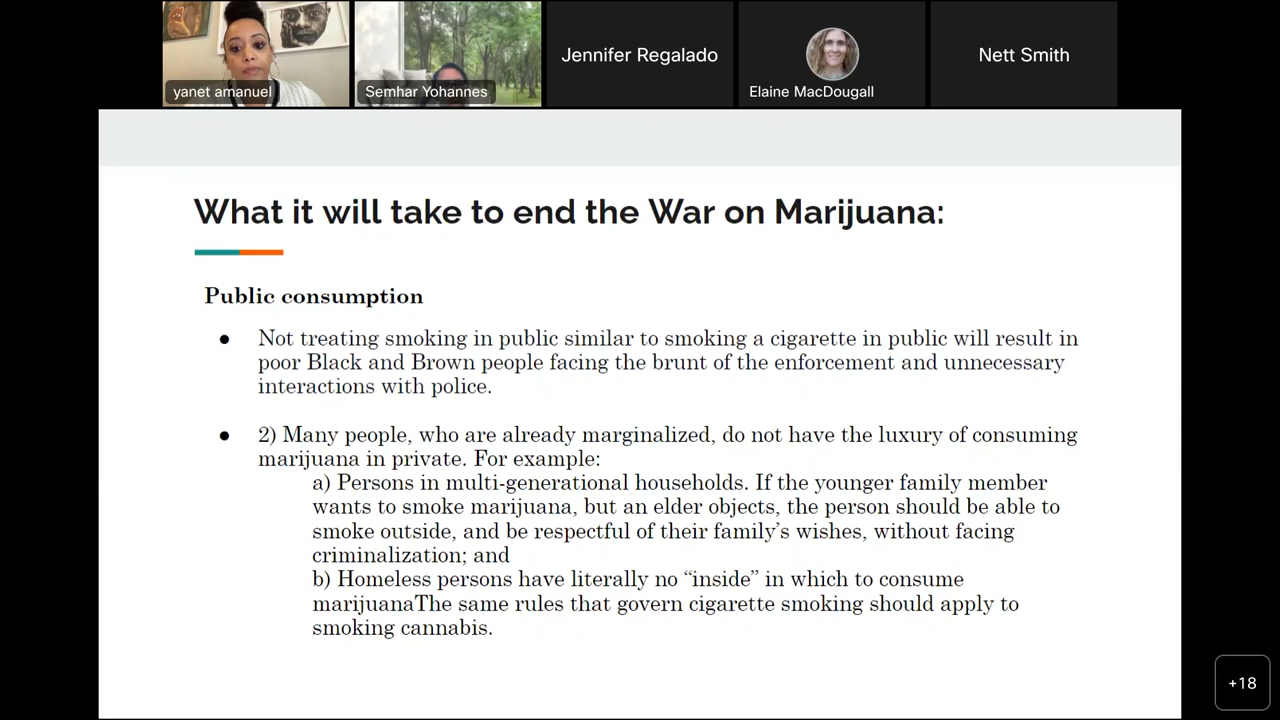 yanet amanuel
Semhar Yohannes
Jennifer Regalado
Elaine MacDougall
Nett Smith
What it will take to end the War on Marijuana:
Public consumption
● Not treating smoking in public similar to smoking a cigarette in public will result in
poor Black and Brown people facing the brunt of the enforcement and unnecessary
interactions with police.
● 2) Many people, who are already marginalized, do not have the luxury of consuming
marijuana in private. For example:
a) Persons in multi-generational households. If the younger family member
wants to smoke marijuana, but an elder objects, the person should be able to
smoke outside, and be respectful of their family’s wishes, without facing
criminalization; and
b) Homeless persons have literally no “inside” in which to consume
marijuanaThe same rules that govern cigarette smoking should apply to
smoking cannabis.
+18